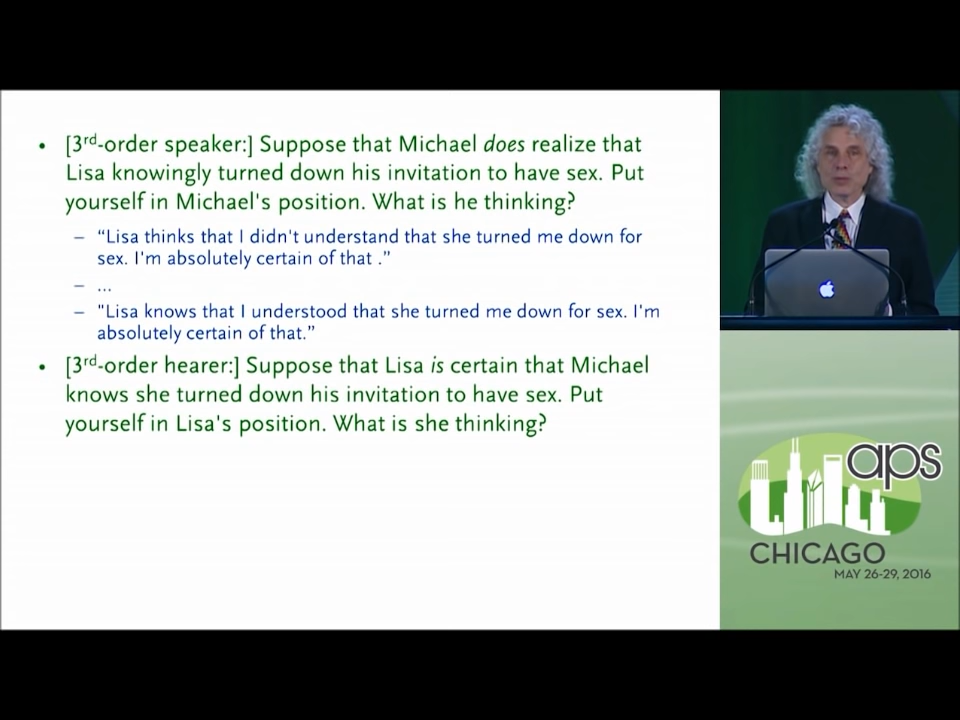 • [3rd-order speaker:] Suppose that Michael does realize that
Lisa knowingly turned down his invitation to have sex. Put
yourself in Michael's position. What is he thinking?
– “Lisa thinks that I didn't understand that she turned me down for
sex. I'm absolutely certain of that .”
– ...
– "Lisa knows that I understood that she turned me down for sex. I'm
absolutely certain of that.”
• [3rd-order hearer:] Suppose that Lisa is certain that Michael
knows she turned down his invitation to have sex. Put
yourself in Lisa's position. What is she thinking?
aps
CHICAGO
MAY 26-29, 2016